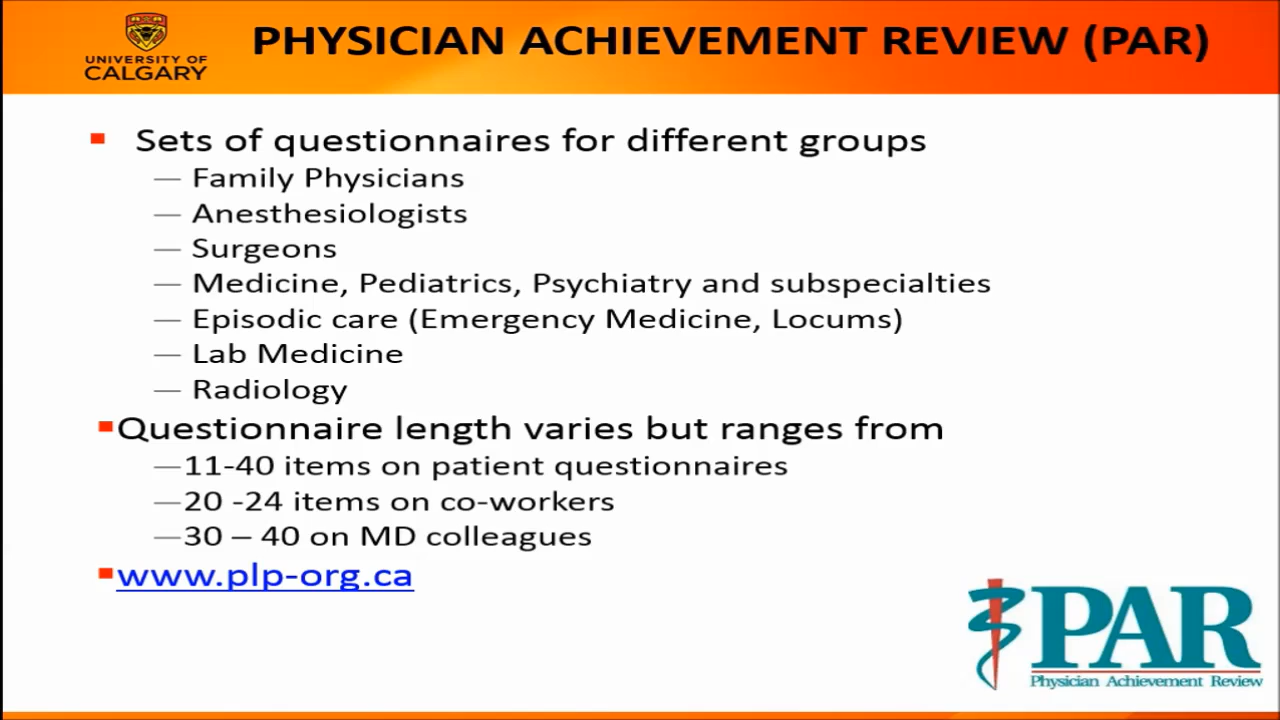 UNIVERSITY OF
CALGARY
PHYSICIAN ACHIEVEMENT REVIEW (PAR)
Sets of questionnaires for different groups
— Family Physicians
— Anesthesiologists
— Surgeons
— Medicine, Pediatrics, Psychiatry and subspecialties
— Episodic care (Emergency Medicine, Locums)
— Lab Medicine
— Radiology
Questionnaire length varies but ranges from
—11-40 items on patient questionnaires
—20 -24 items on co-workers
—30 – 40 on MD colleagues
www.plp-org.ca
PAR
Physician Achievement Review